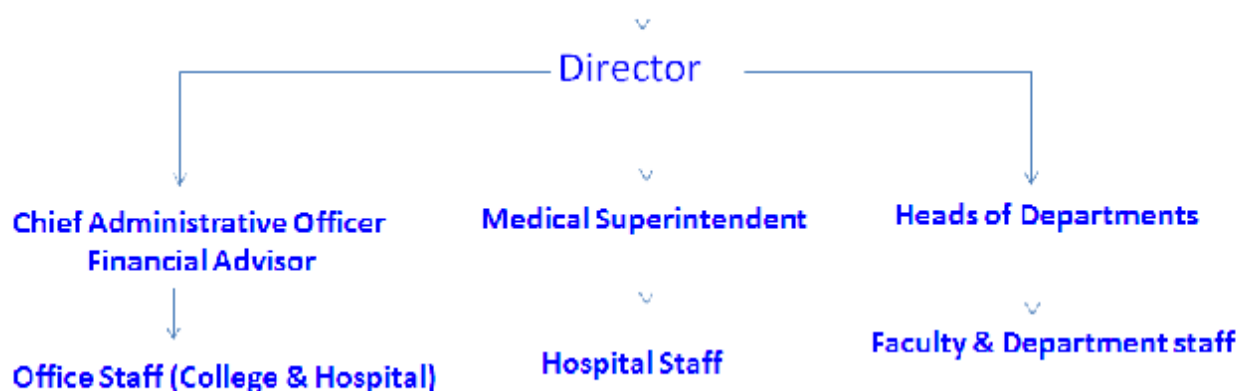 Director
Chief Administrative Officer
Financial Advisor
Medical Superintendent
Heads of Departments
Office Staff (College & Hospital)
Hospital Staff
Faculty & Department staff